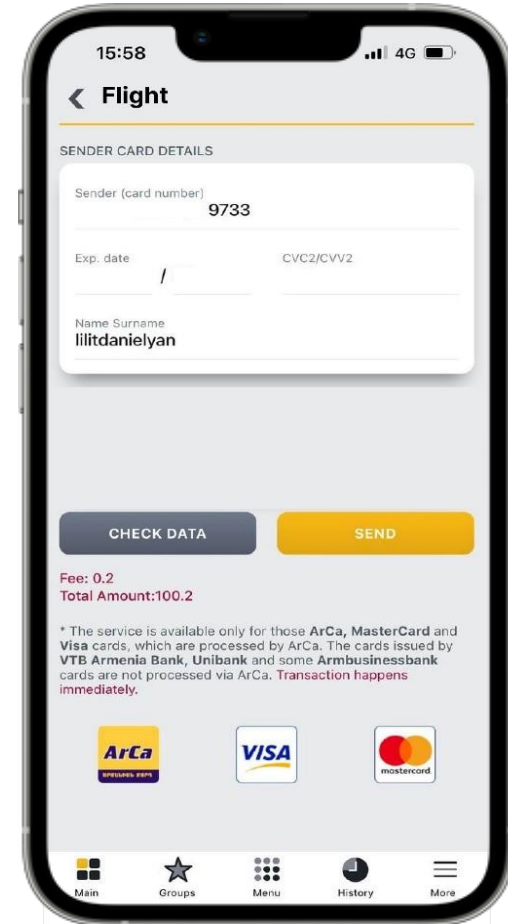 15:58
4G
Flight
SENDER CARD DETAILS
Sender (card number)
9733
Exp. date
CVC2/CVV2
/
Name Surname
lilitdanielyan
CHECK DATA
SEND
Fee: 0.2
Total Amount:100.2
* The service is available only for those ArCa, MasterCard and
Visa cards, which are processed by ArCa. The cards issued by
VTB Armenia Bank, Unibank and some Armbusinessbank
cards are not processed via ArCa. Transaction happens
immediately.
ArCa
VISA
mastercard
Main
Groups
Menu
History
More